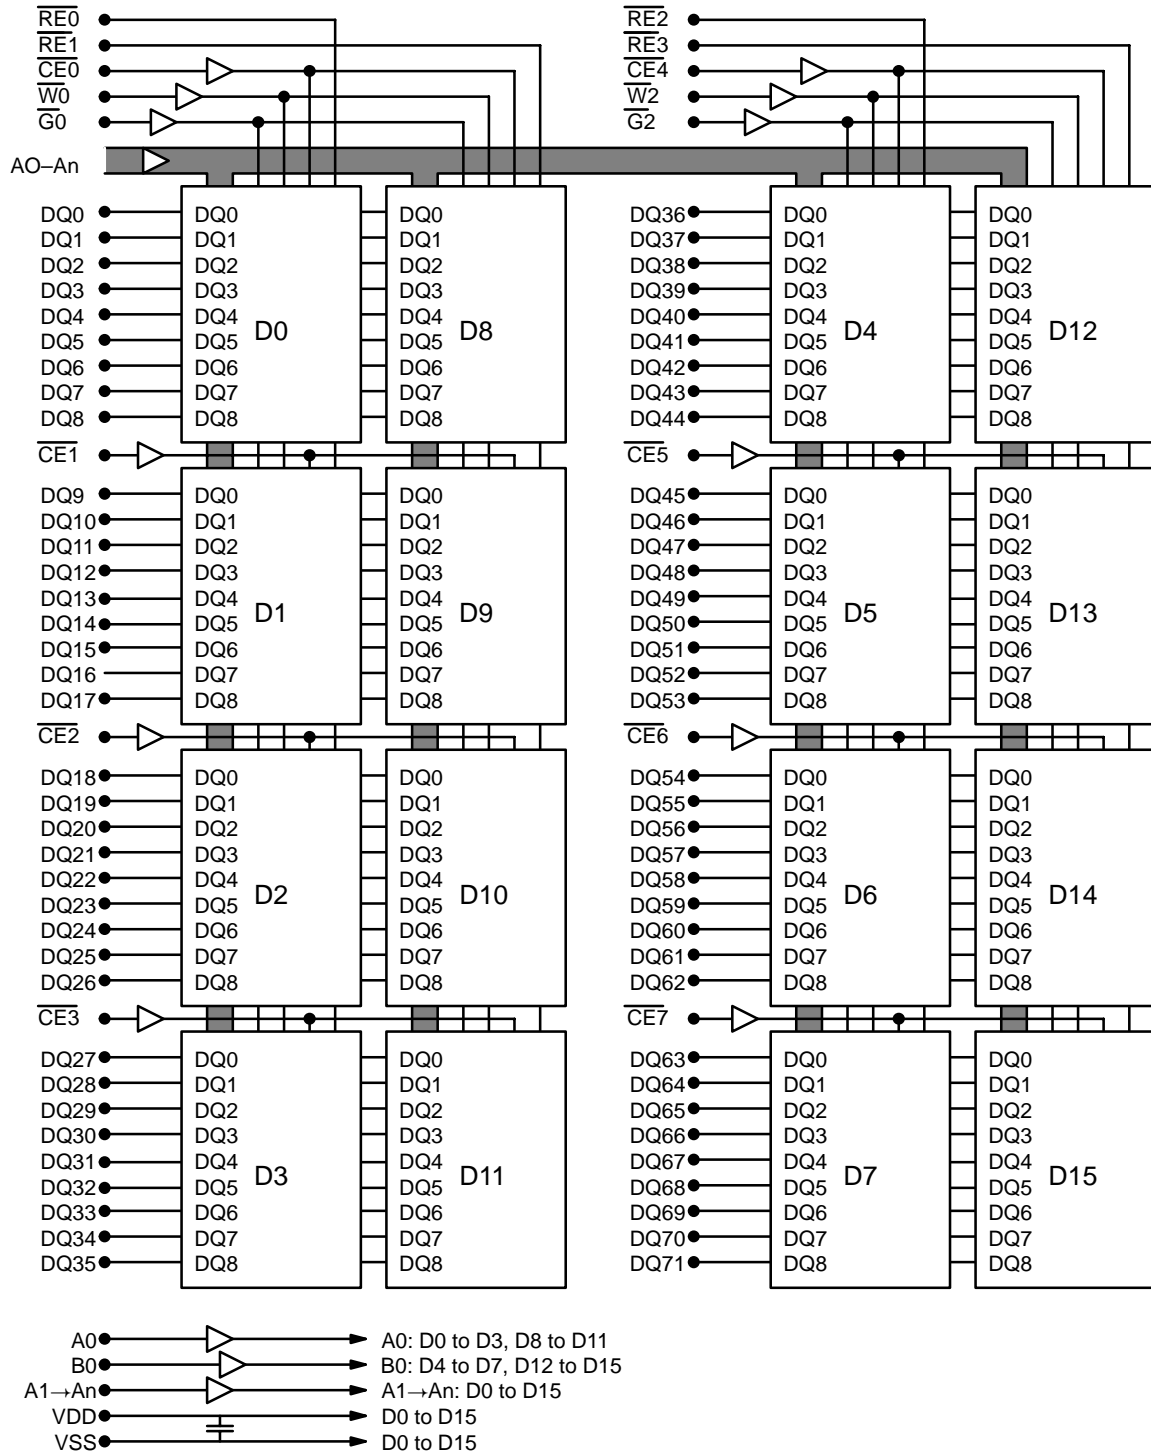 RE0 RE2
RE1 RE3
CE0 CE4
W0 W2
G0 G2
AO–An
DQ0 DQ0 DQ0 DQ36 DQ0 DQ0
DQ1 DQ1 DQ1 DQ37 DQ1 DQ1
DQ2 DQ2 DQ2 DQ38 DQ2 DQ2
DQ3 DQ3 DQ3 DQ39 DQ3 DQ3
DQ4 DQ4 DQ4 DQ40 DQ4 DQ4
D0 D8 D4 D12
DQ5 DQ5 DQ5 DQ41 DQ5 DQ5
DQ6 DQ6 DQ6 DQ42 DQ6 DQ6
DQ7 DQ7 DQ7 DQ43 DQ7 DQ7
DQ8 DQ8 DQ8 DQ44 DQ8 DQ8
CE1 CE5
DQ9 DQ0 DQ0 DQ45 DQ0 DQ0
DQ10 DQ1 DQ1 DQ46 DQ1 DQ1
DQ11 DQ2 DQ2 DQ47 DQ2 DQ2
DQ12 DQ3 DQ3 DQ48 DQ3 DQ3
DQ13 DQ4 DQ4 DQ49 DQ4 DQ4
D1 D9 D5 D13
DQ14 DQ5 DQ5 DQ50 DQ5 DQ5
DQ15 DQ6 DQ6 DQ51 DQ6 DQ6
DQ16 DQ7 DQ7 DQ52 DQ7 DQ7
DQ17 DQ8 DQ8 DQ53 DQ8 DQ8
CE2 CE6
DQ18 DQ0 DQ0 DQ54 DQ0 DQ0
DQ19 DQ1 DQ1 DQ55 DQ1 DQ1
DQ20 DQ2 DQ2 DQ56 DQ2 DQ2
DQ21 DQ3 DQ3 DQ57 DQ3 DQ3
DQ22 DQ4 DQ4 DQ58 DQ4 DQ4
D2 D10 D6 D14
DQ23 DQ5 DQ5 DQ59 DQ5 DQ5
DQ24 DQ6 DQ6 DQ60 DQ6 DQ6
DQ25 DQ7 DQ7 DQ61 DQ7 DQ7
DQ26 DQ8 DQ8 DQ62 DQ8 DQ8
CE3 CE7
DQ27 DQ0 DQ0 DQ63 DQ0 DQ0
DQ28 DQ1 DQ1 DQ64 DQ1 DQ1
DQ29 DQ2 DQ2 DQ65 DQ2 DQ2
DQ30 DQ3 DQ3 DQ66 DQ3 DQ3
DQ31 DQ4 DQ4 DQ67 DQ4 DQ4
D3 D11 D7 D15
DQ32 DQ5 DQ5 DQ68 DQ5 DQ5
DQ33 DQ6 DQ6 DQ69 DQ6 DQ6
DQ34 DQ7 DQ7 DQ70 DQ7 DQ7
DQ35 DQ8 DQ8 DQ71 DQ8 DQ8
A0 A0: D0 to D3, D8 to D11
B0 B0: D4 to D7, D12 to D15
A1→An A1→An: D0 to D15
VDD D0 to D15
VSS D0 to D15